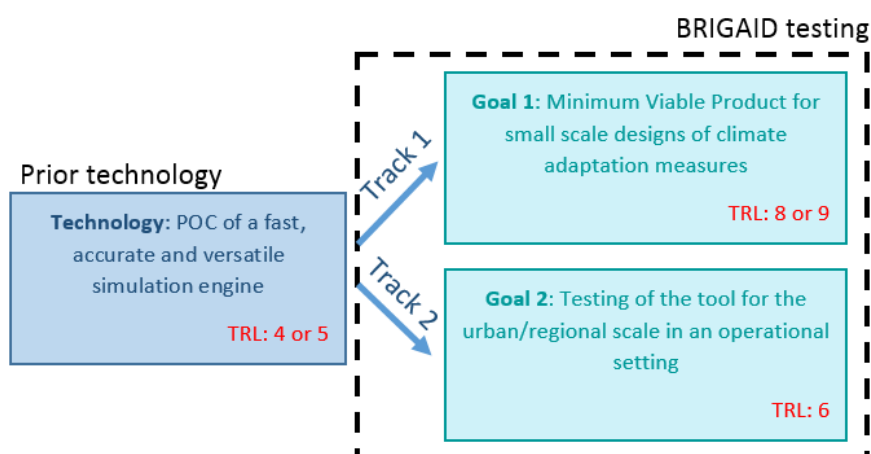 BRIGAID testing
Prior technology
Technology: POC of a fast,
accurate and versatile
simulation engine
TRL: 4 or 5
Track 1
Goal 1: Minimum Viable Product for
small scale designs of climate
adaptation measures
TRL: 8 or 9
Track 2
Goal 2: Testing of the tool for the
urban/regional scale in an operational
setting
TRL: 6